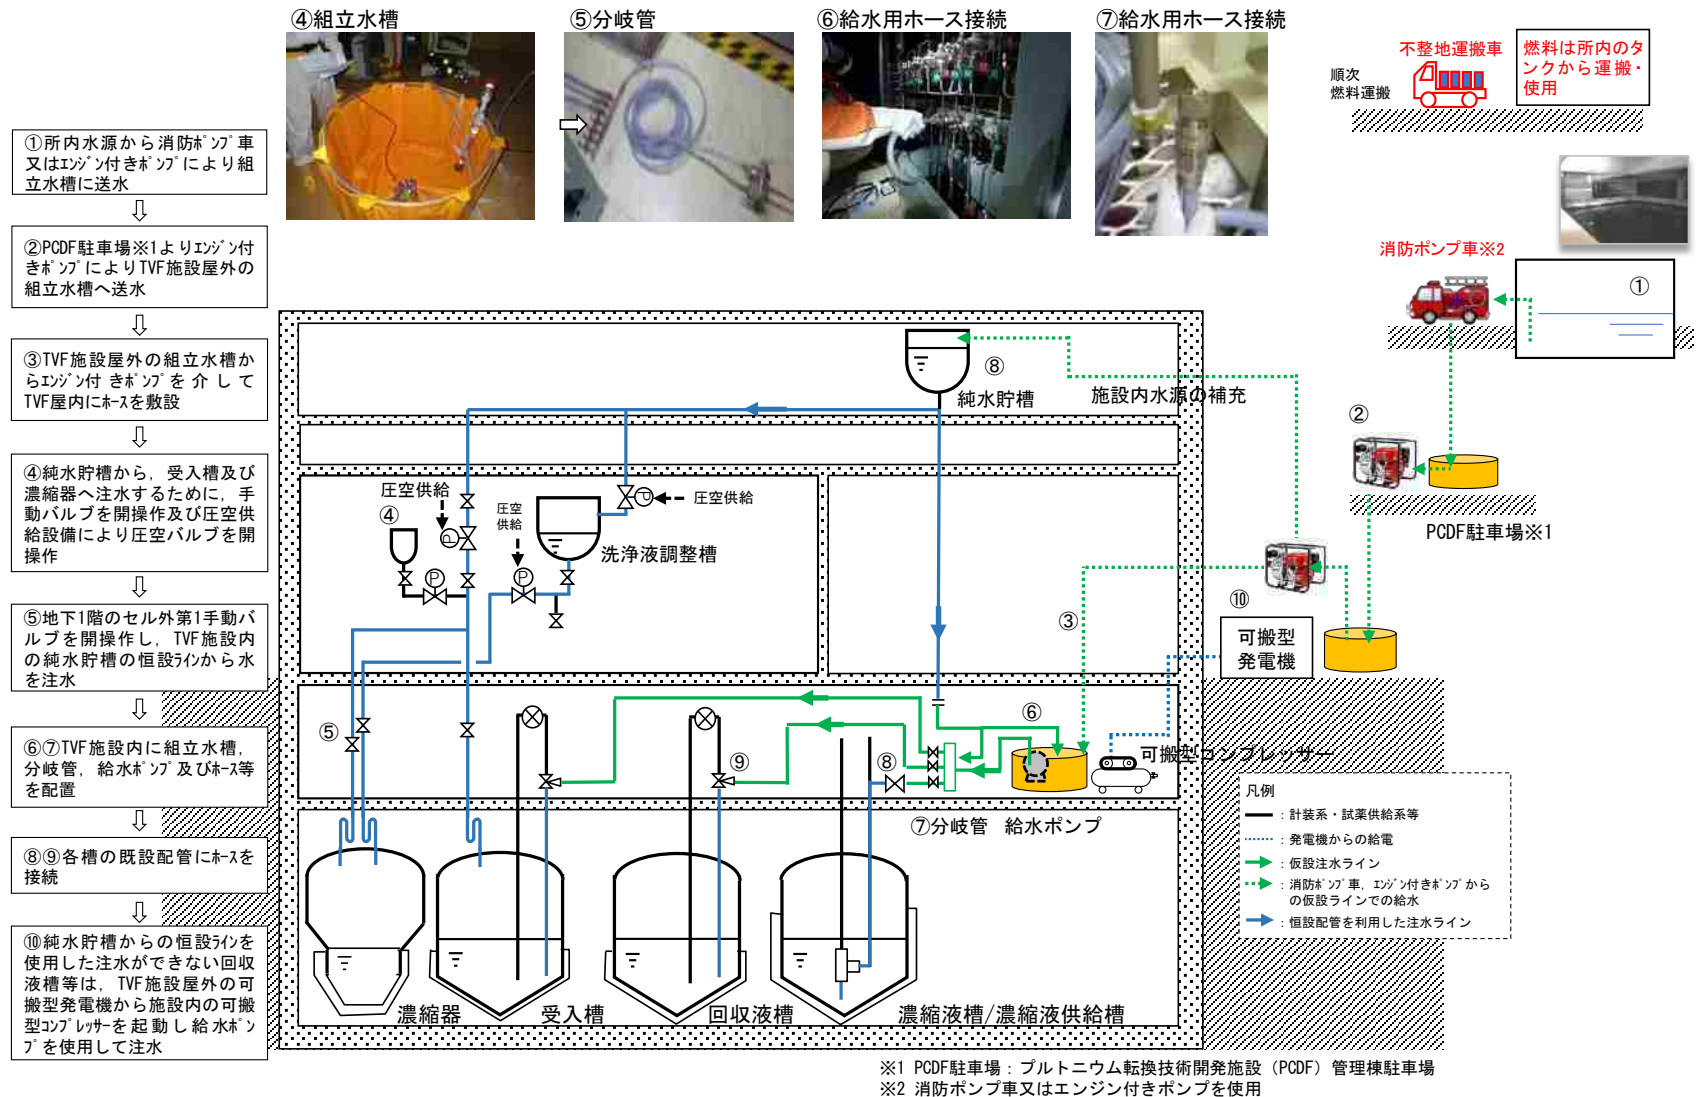 ④組立水槽
⑤分岐管
⑥給水用ホース接続
⑦給水用ホース接続
不整地運搬車
燃料は所内のタ
ンクから運搬・
使用
順次
燃料運搬
①所内水源から消防ﾎﾟﾝﾌﾟ車
又はｴﾝｼﾞﾝ付きﾎﾟﾝﾌﾟにより組
立水槽に送水
⇩
②PCDF駐車場※1よりｴﾝｼﾞﾝ付
きﾎﾟﾝﾌﾟによりTVF施設屋外の
組立水槽へ送水
⇩
③TVF施設屋外の組立水槽か
らｴﾝｼﾞﾝ付きﾎﾟﾝﾌﾟを介して
TVF屋内にﾎｰｽを敷設
⇩
④純水貯槽から，受入槽及び
濃縮器へ注水するために，手
動バルブを開操作及び圧空供
給設備により圧空バルブを開
操作
⇩
⑤地下1階のセル外第1手動バ
ルブを開操作し，TVF施設内
の純水貯槽の恒設ﾗｲﾝから水
を注水
⇩
⑥⑦TVF施設内に組立水槽，
分岐管，給水ﾎﾟﾝﾌﾟ及びﾎｰｽ等
を配置
⇩
⑧⑨各槽の既設配管にﾎｰｽを
接続
⇩
⑩純水貯槽からの恒設ﾗｲﾝを
使用した注水ができない回収
液槽等は，TVF施設屋外の可
搬型発電機から施設内の可搬
型ｺﾝﾌﾟﾚｯｻｰを起動し給水ﾎﾟﾝ
ﾌﾟを使用して注水
消防ポンプ車※2
①
⑧
純水貯槽
施設内水源の補充
②
PCDF駐車場※1
圧空供給
④
P
圧空
供給
P
圧空供給
P
P
洗浄液調整槽
⑩
可搬型
発電機
③
⑤
⑨
⑧
⑥
可搬型コンプレッサー
⑦分岐管 給水ポンプ
濃縮器
受入槽
回収液槽
濃縮液槽/濃縮液供給槽
凡例
：計装系・試薬供給系等
：発電機からの給電
：仮設注水ライン
：消防ﾎﾟﾝﾌﾟ車，ｴﾝｼﾞﾝ付きﾎﾟﾝﾌﾟから
の仮設ラインでの給水
：恒設配管を利用した注水ライン
※1 PCDF駐車場：プルトニウム転換技術開発施設（PCDF）管理棟駐車場
※2 消防ポンプ車又はエンジン付きポンプを使用